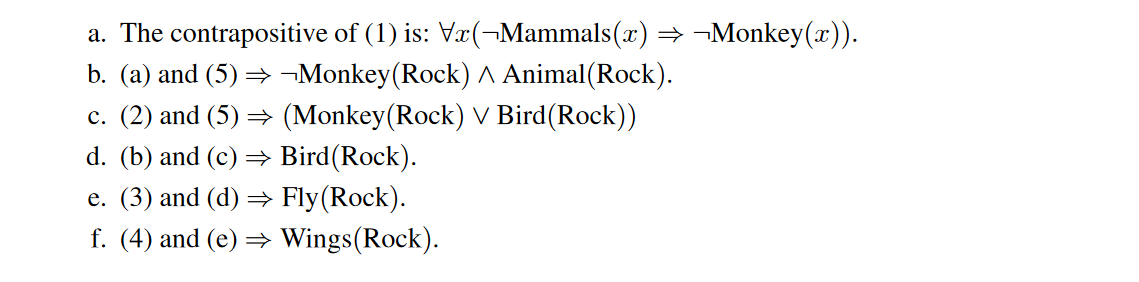 a. The contrapositive of (1) is: ∀x(¬Mammals(x) ⇒ ¬Monkey(x)).
b. (a) and (5) ⇒ ¬Monkey(Rock) ∧ Animal(Rock).
c. (2) and (5) ⇒ (Monkey(Rock) ∨ Bird(Rock))
d. (b) and (c) ⇒ Bird(Rock).
e. (3) and (d) ⇒ Fly(Rock).
f. (4) and (e) ⇒ Wings(Rock).